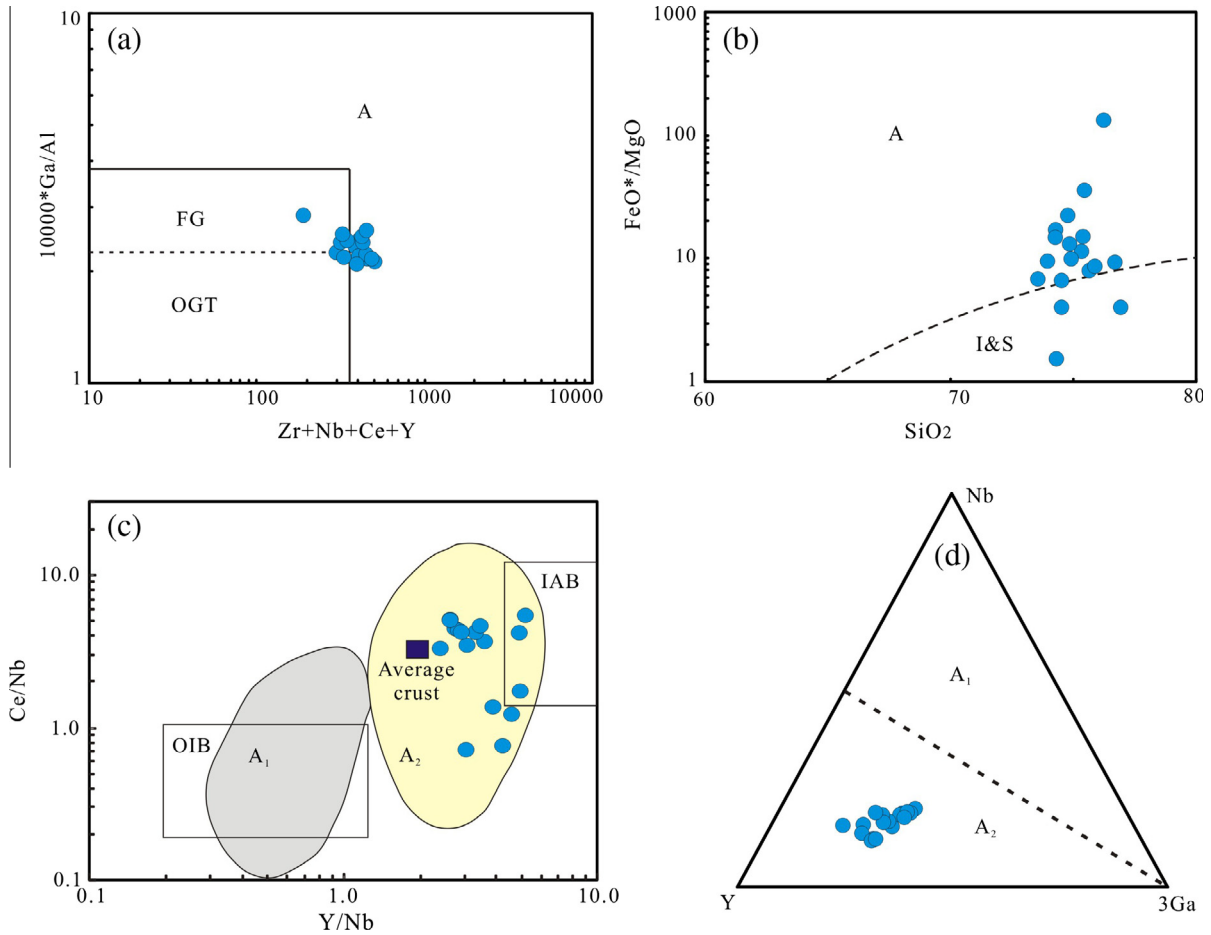 (a)
10
10000*Ga/Al
A
FG
OGT
1
10 100 1000 10000
Zr+Nb+Ce+Y
(b)
1000
100
10
1
FeO*/MgO
A
I&S
60 70 80
SiO₂
(c)
10.0
1.0
0.1
Ce/Nb
IAB
Average
crust
OIB
A₁
A₂
0.1 1.0 10.0
Y/Nb
Nb
(d)
A₁
A₂
Y
3Ga